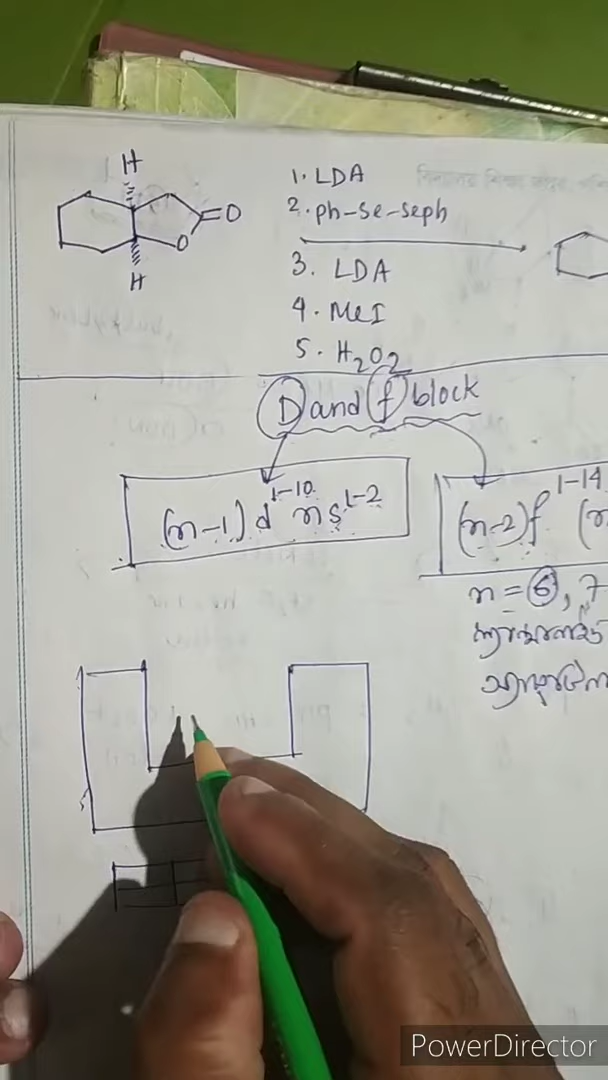 H
O
O
H
1. LDA
2. ph-se-seph
3. LDA
4. MeI
5. H₂O₂
D and f block
(n-1) d¹⁻¹⁰ ns¹⁻²
(n-2)f¹⁻¹⁴ (n
n = 6, 7
PowerDirector